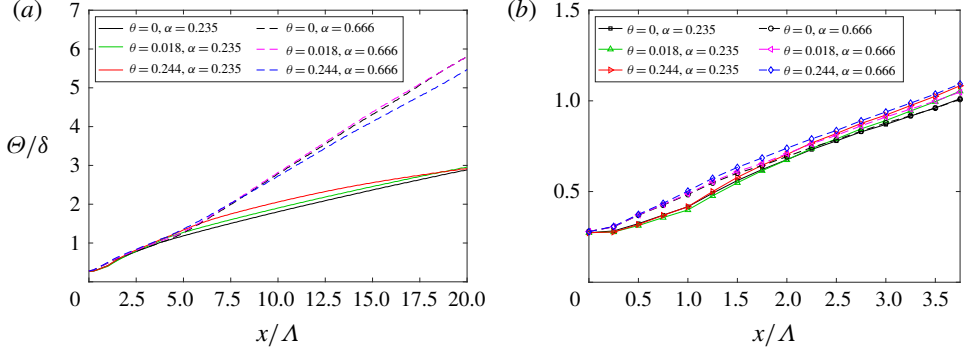 (a)
θ = 0, α = 0.235
θ = 0, α = 0.666
θ = 0.018, α = 0.235
θ = 0.018, α = 0.666
θ = 0.244, α = 0.235
θ = 0.244, α = 0.666
7
6
5
4
3
2
1
0
Θ/δ
2.5 5.0 7.5 10.0 12.5 15.0 17.5 20.0
x/Λ
(b)
θ = 0, α = 0.235
θ = 0, α = 0.666
θ = 0.018, α = 0.235
θ = 0.018, α = 0.666
θ = 0.244, α = 0.235
θ = 0.244, α = 0.666
1.5
1.0
0.5
0
0 0.5 1.0 1.5 2.0 2.5 3.0 3.5
x/Λ